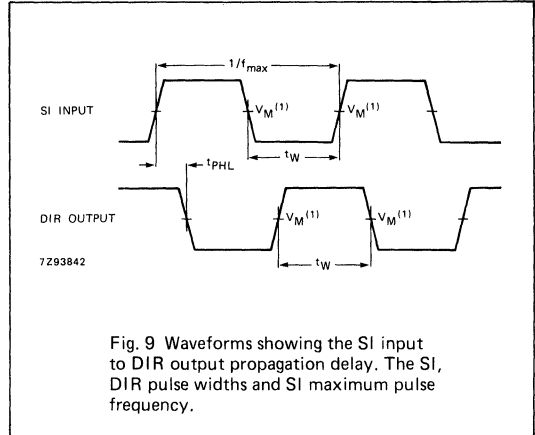 1/fmax
SI INPUT
VM(1)
VM(1)
tW
tPHL
DIR OUTPUT
VM(1)
VM(1)
tW
7Z93842
Fig. 9 Waveforms showing the SI input
to DIR output propagation delay. The SI,
DIR pulse widths and SI maximum pulse
frequency.